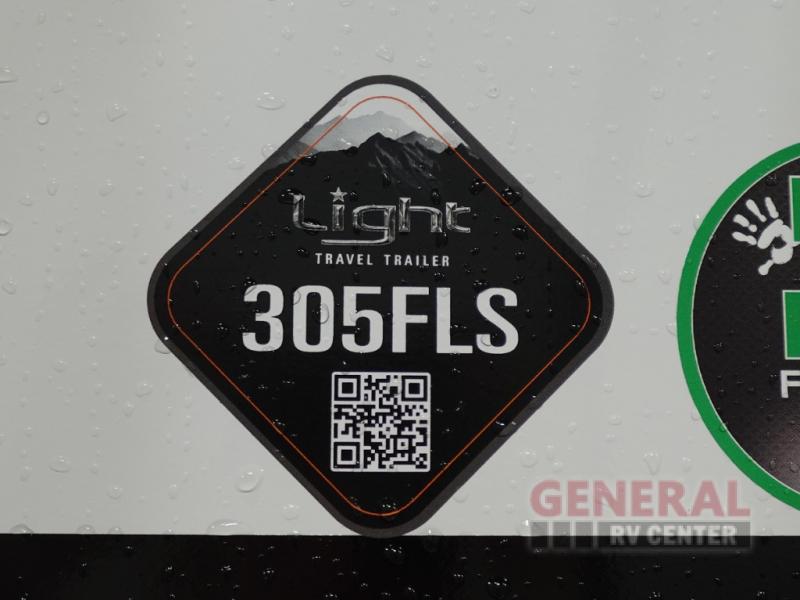 Light
TRAVEL TRAILER
305FLS
GENERAL
RV CENTER